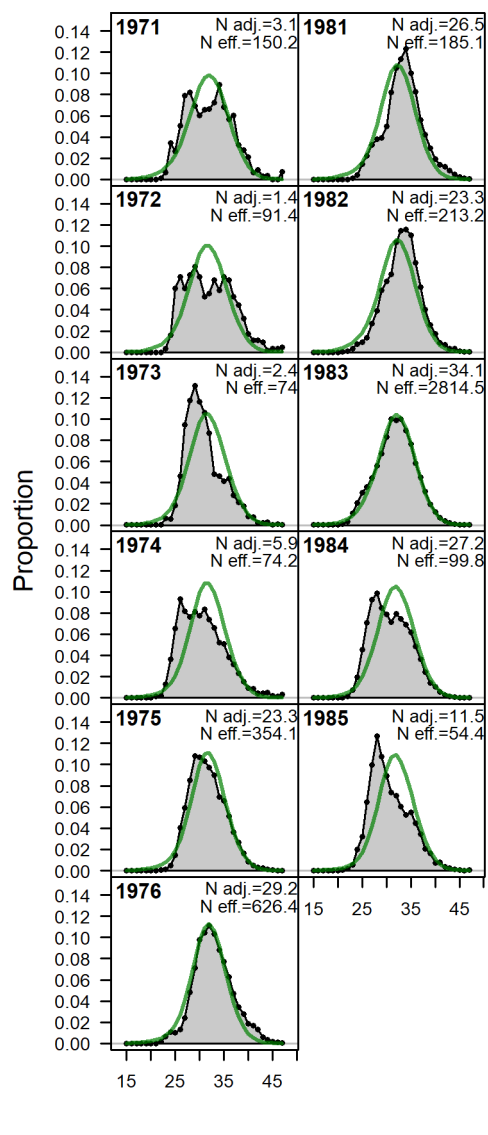 Proportion
1971
N adj.=3.1
N eff.=150.2
0.14
0.12
0.10
0.08
0.06
0.04
0.02
0.00
1972
N adj.=1.4
N eff.=91.4
0.14
0.12
0.10
0.08
0.06
0.04
0.02
0.00
1973
N adj.=2.4
N eff.=74
0.14
0.12
0.10
0.08
0.06
0.04
0.02
0.00
1974
N adj.=5.9
N eff.=74.2
0.14
0.12
0.10
0.08
0.06
0.04
0.02
0.00
1975
N adj.=23.3
N eff.=354.1
0.14
0.12
0.10
0.08
0.06
0.04
0.02
0.00
1976
N adj.=29.2
N eff.=626.4
0.14
0.12
0.10
0.08
0.06
0.04
0.02
0.00
15 25 35 45
1981
N adj.=26.5
N eff.=185.1
1982
N adj.=23.3
N eff.=213.2
1983
N adj.=34.1
N eff.=2814.5
1984
N adj.=27.2
N eff.=99.8
1985
N adj.=11.5
N eff.=54.4
15 25 35 45